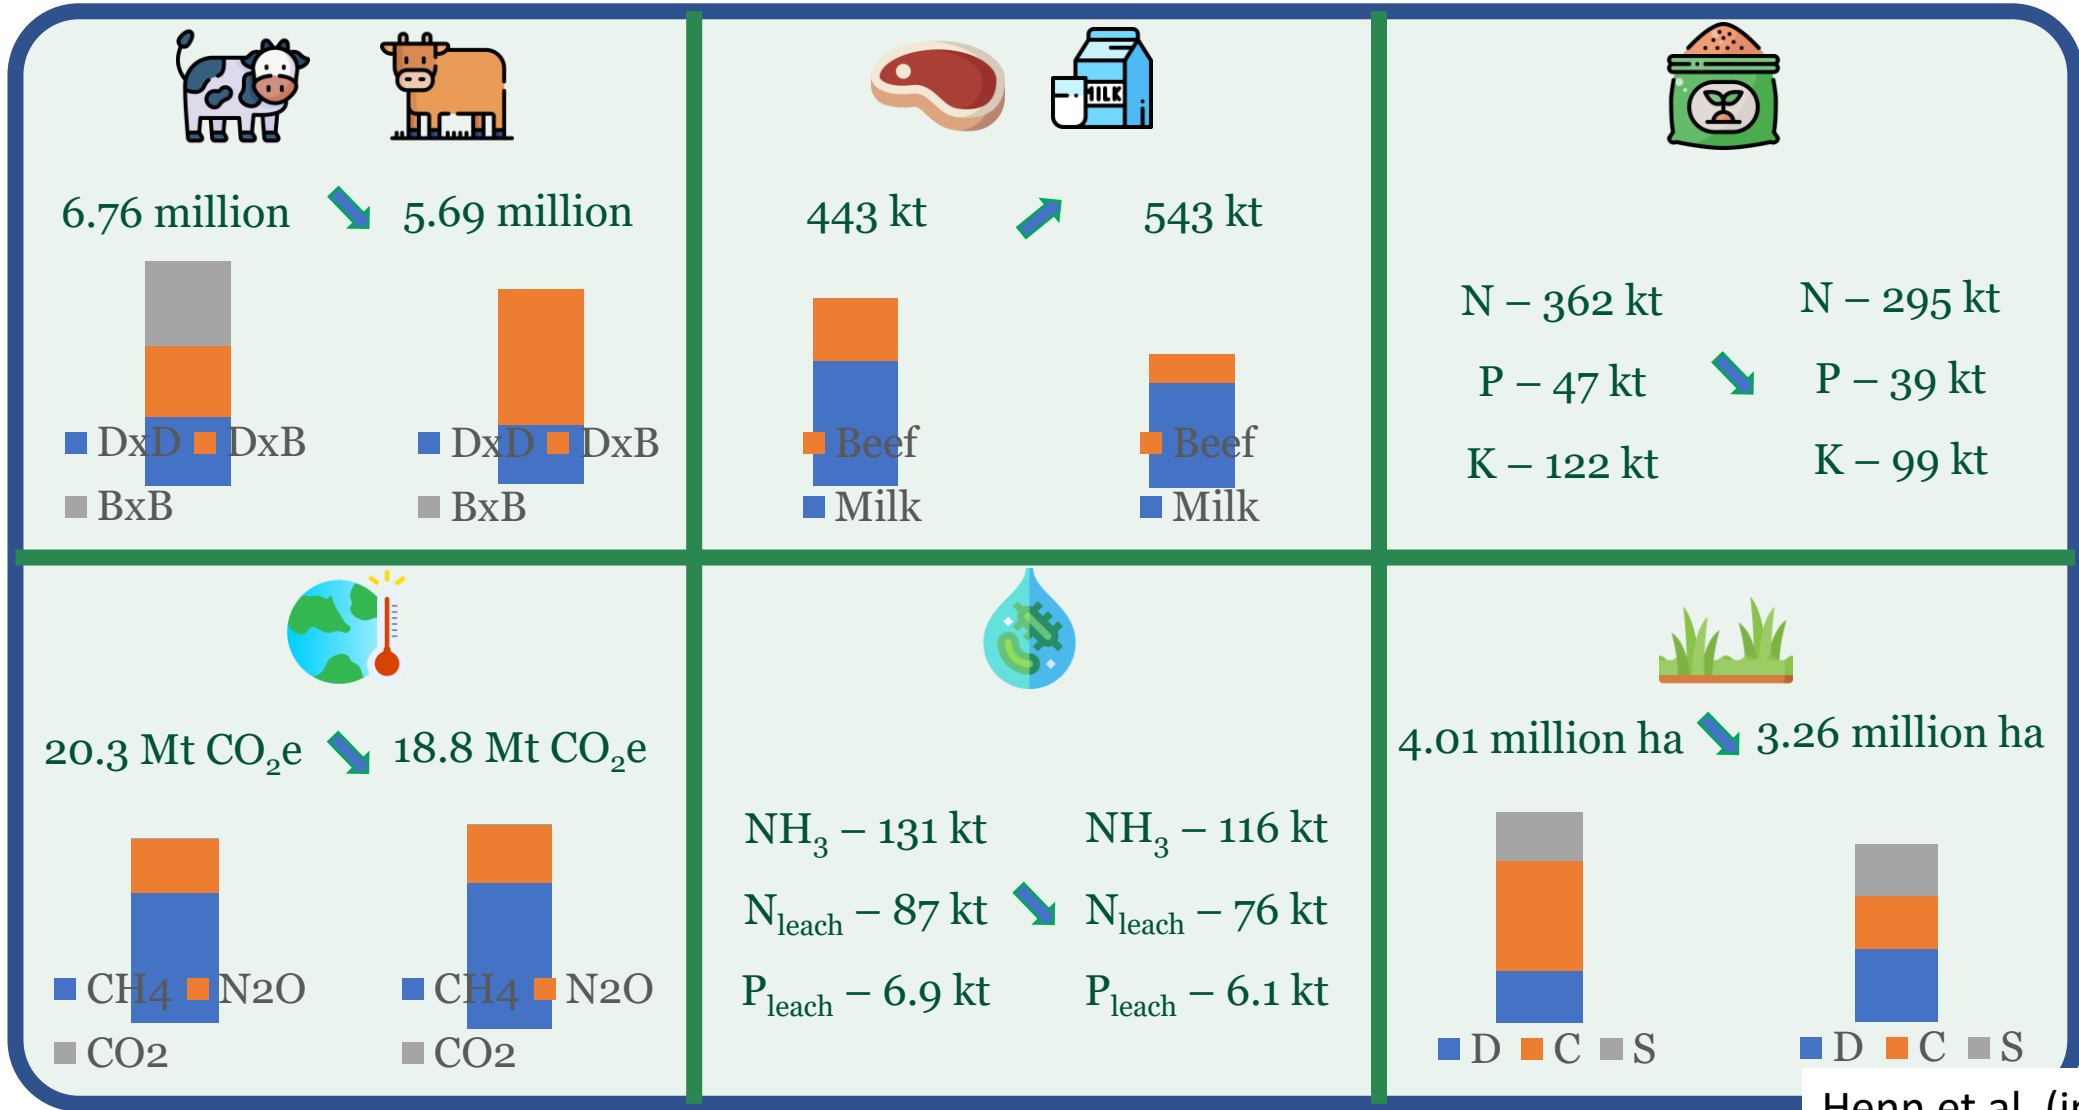 MILK
6.76 million 5.69 million
DxD DxB
BxB
DxD DxB
BxB
443 kt 543 kt
Beef
Milk
Beef
Milk
N – 362 kt
P – 47 kt
K – 122 kt
N – 295 kt
P – 39 kt
K – 99 kt
20.3 Mt CO₂e 18.8 Mt CO₂e
CH4 N2O
CO2
CH4 N2O
CO2
NH₃ – 131 kt
Nleach – 87 kt
Pleach – 6.9 kt
NH₃ – 116 kt
Nleach – 76 kt
Pleach – 6.1 kt
4.01 million ha 3.26 million ha
D C S
D C S
et al. (in